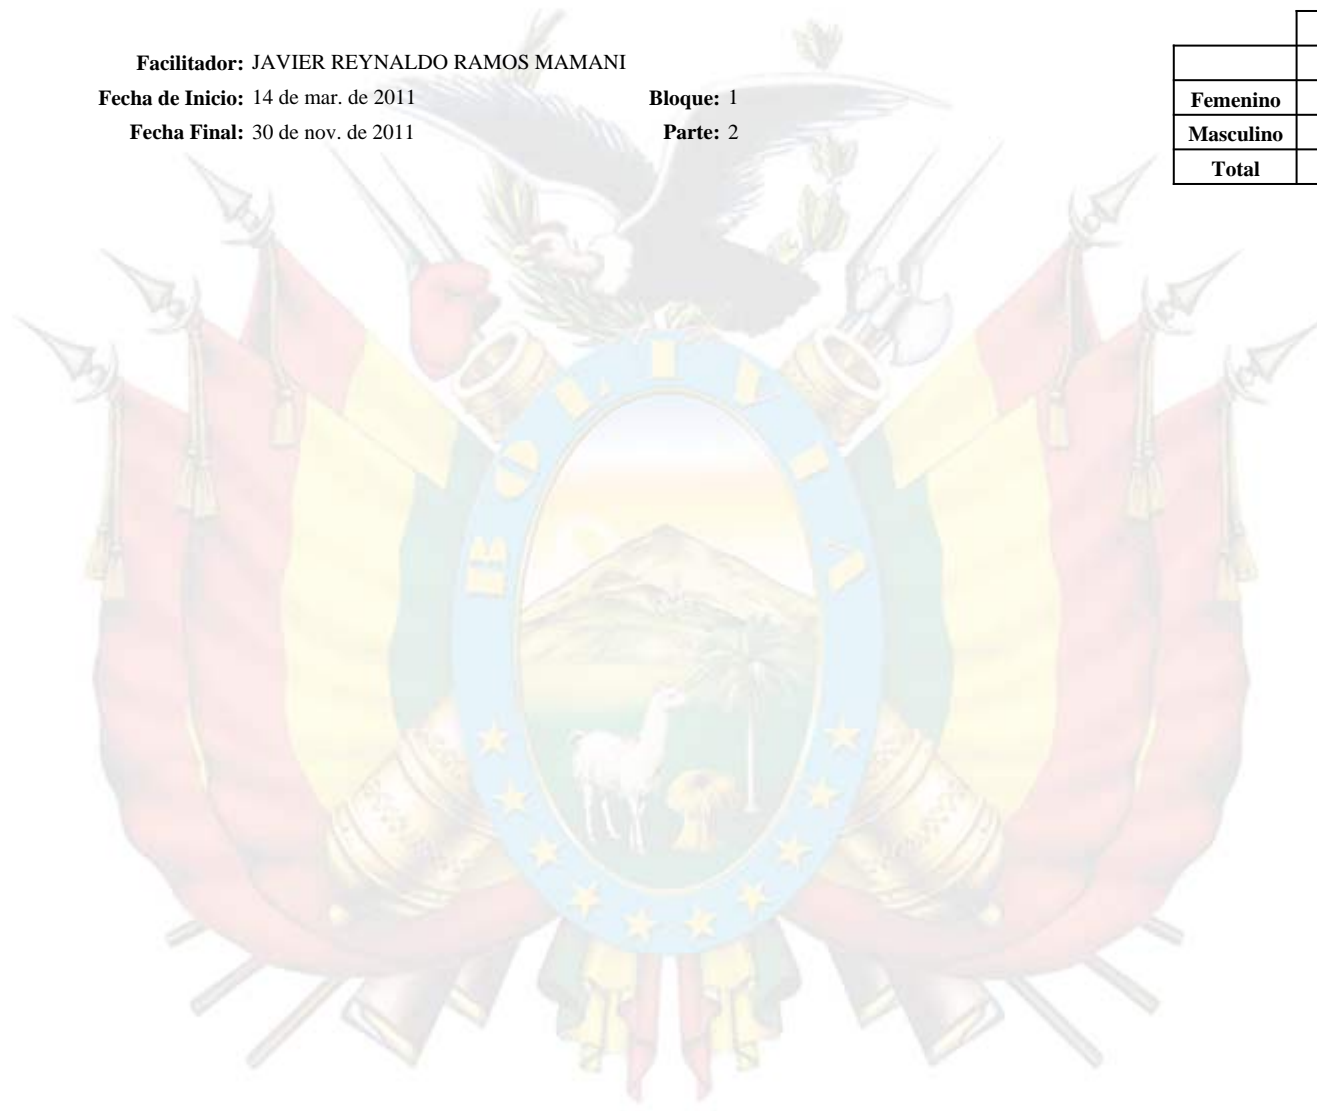 Facilitador: JAVIER REYNALDO RAMOS MAMANI
Fecha de Inicio: 14 de mar. de 2011 Bloque: 1
Fecha Final: 30 de nov. de 2011 Parte: 2
Femenino
Masculino
Total
BOLIVIA